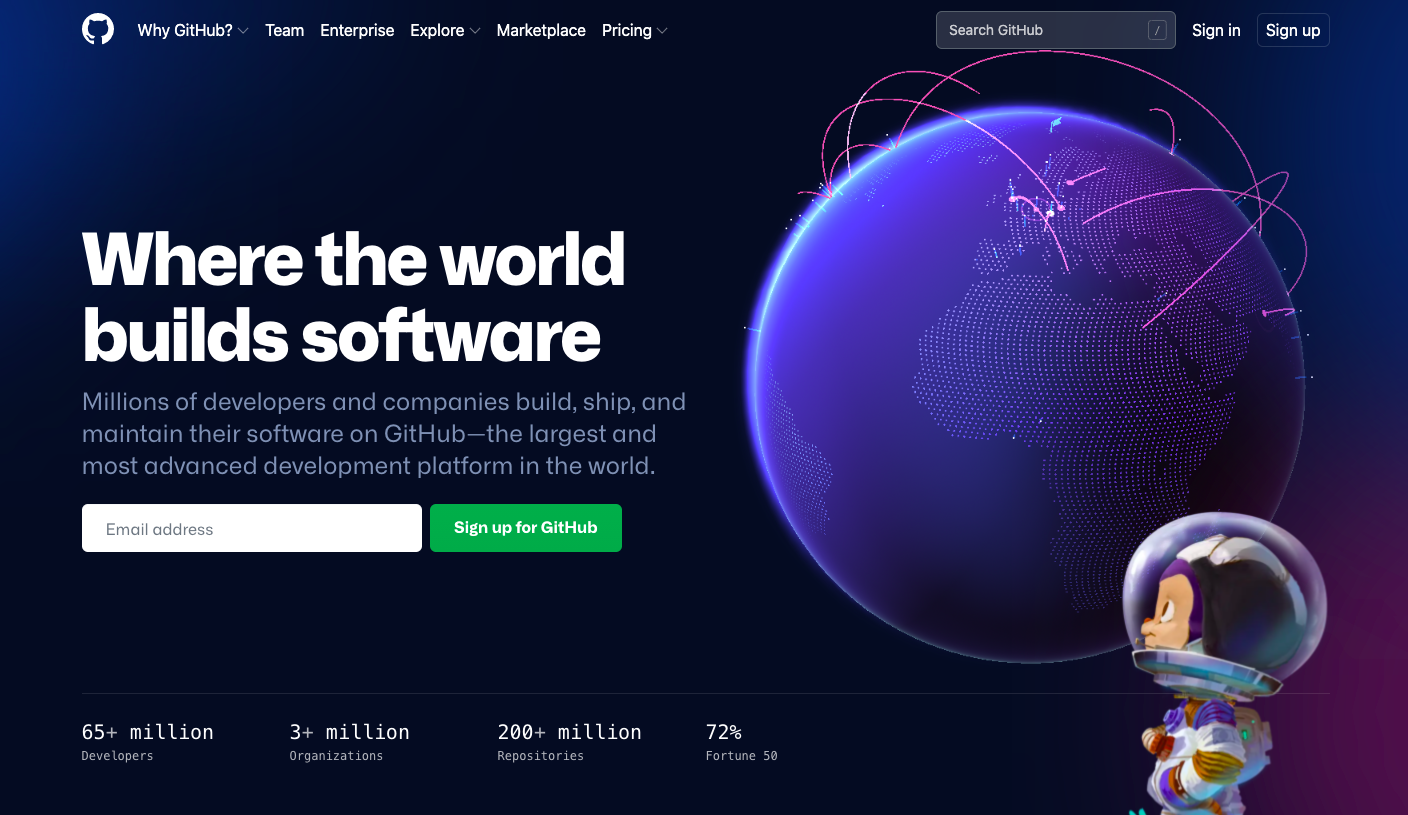 Why GitHub? Team Enterprise Explore Marketplace Pricing Search GitHub / Sign in Sign up
Where the world
builds software
Millions of developers and companies build, ship, and
maintain their software on GitHub—the largest and
most advanced development platform in the world.
Email address Sign up for GitHub
65+ million 3+ million 200+ million 72%
Developers Organizations Repositories Fortune 50